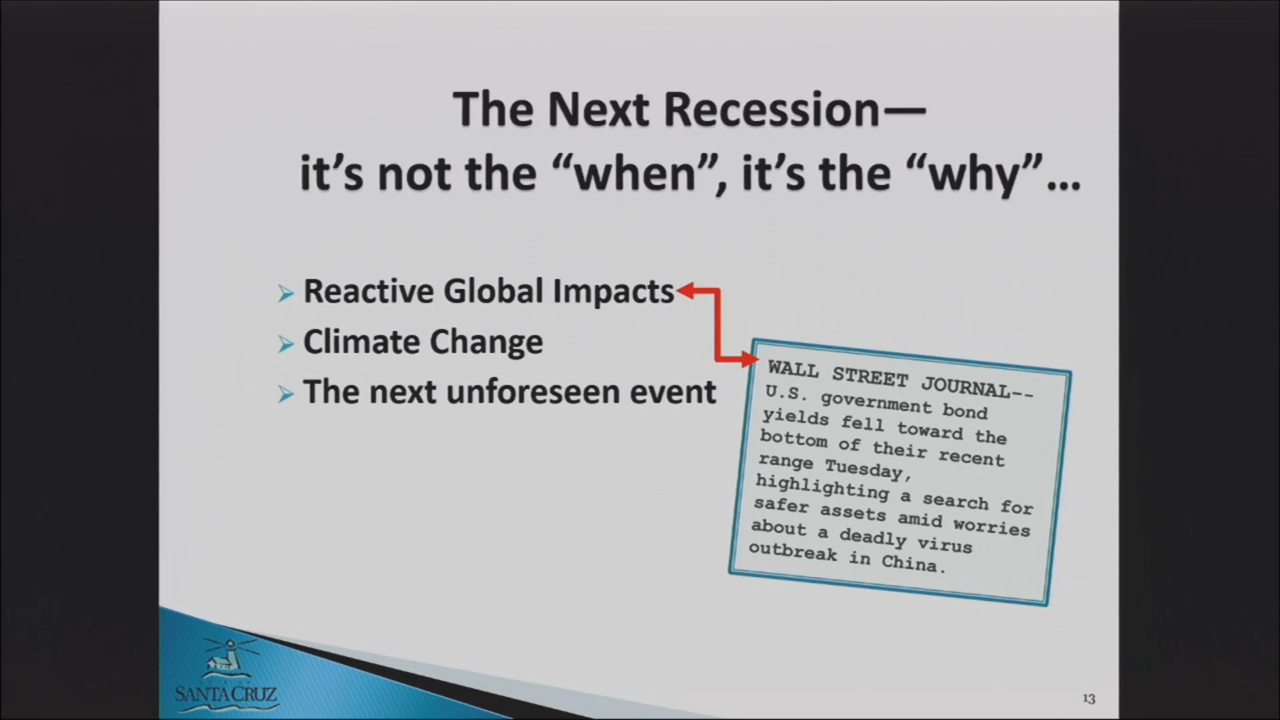 The Next Recession—
it's not the “when”, it's the “why”...
Reactive Global Impacts
Climate Change
The next unforeseen event
WALL STREET JOURNAL--
U.S. government bond
yields fell toward the
bottom of their recent
range Tuesday,
highlighting a search for
safer assets amid worries
about a deadly virus
outbreak in China.
SANTA CRUZ
13